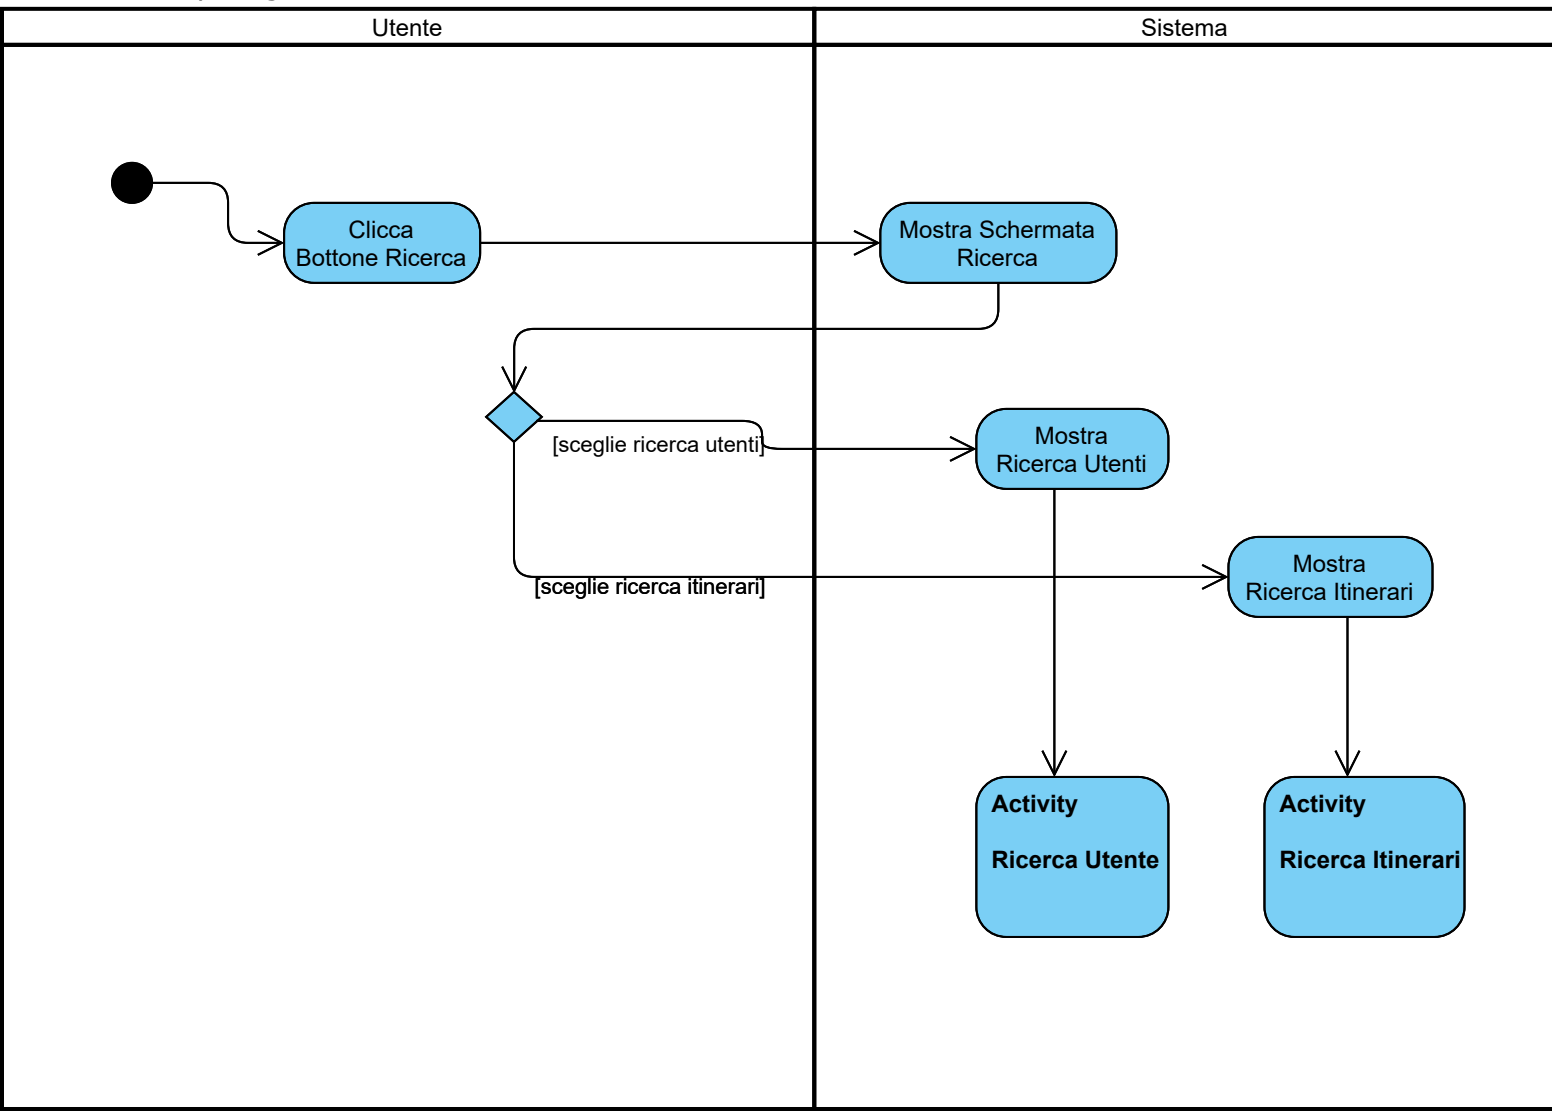 Utente
Sistema
Clicca
Bottone Ricerca
Mostra Schermata
Ricerca
[sceglie ricerca utenti]
Mostra
Ricerca Utenti
[sceglie ricerca itinerari]
Mostra
Ricerca Itinerari
Activity
Ricerca Utente
Activity
Ricerca Itinerari